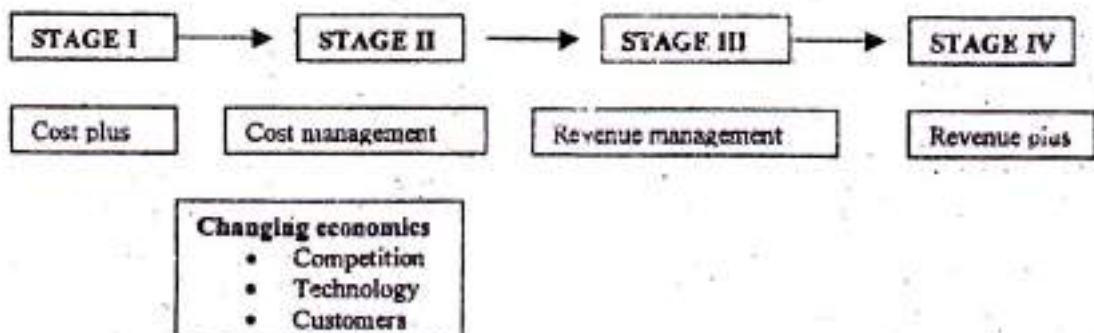 STAGE I STAGE II STAGE III STAGE IV
Cost plus Cost management Revenue management Revenue plus
Changing economics
• Competition
• Technology
• Customers